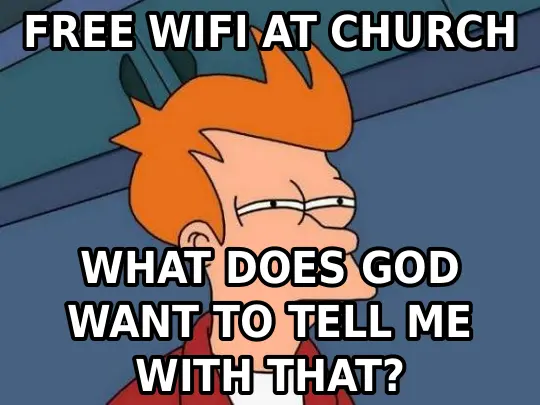 FREE WIFI AT CHURCH
WHAT DOES GOD
WANT TO TELL ME
WITH THAT?